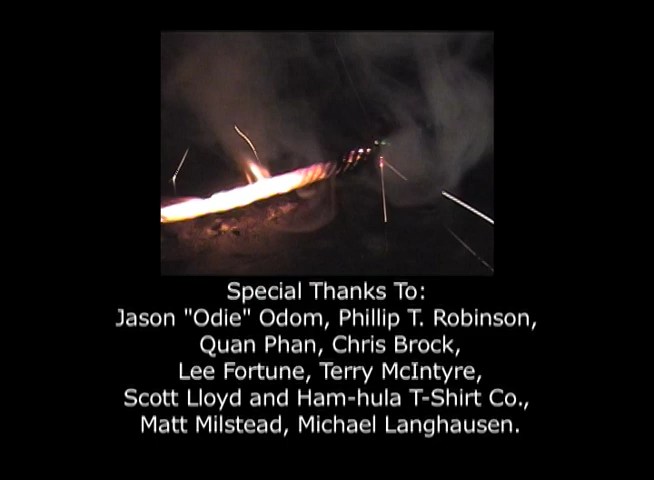 Special Thanks To:
Jason "Odie" Odom, Phillip T. Robinson,
Quan Phan, Chris Brock,
Lee Fortune, Terry McIntyre,
Scott Lloyd and Ham-hula T-Shirt Co.,
Matt Milstead, Michael Langhausen.